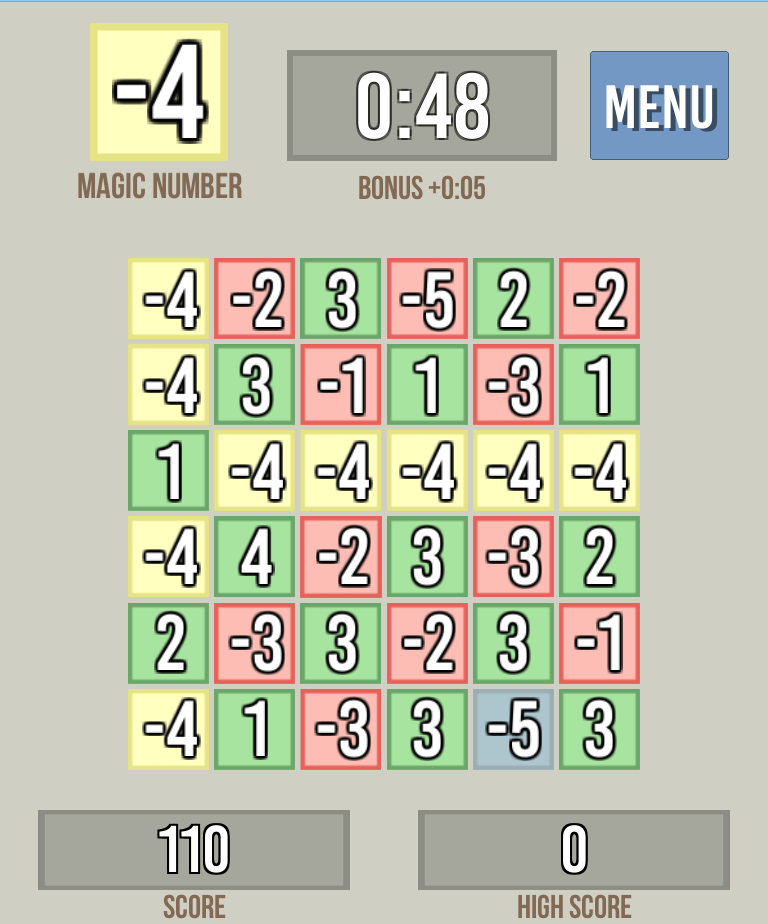 -4 0:48 MENU
MAGIC NUMBER BONUS +0:05
-4 -2 3 -5 2 -2
-4 3 -1 1 -3 1
1 -4 -4 -4 -4 -4
-4 4 -2 3 -3 2
2 -3 3 -2 3 -1
-4 1 -3 3 -5 3
110 0
SCORE HIGH SCORE